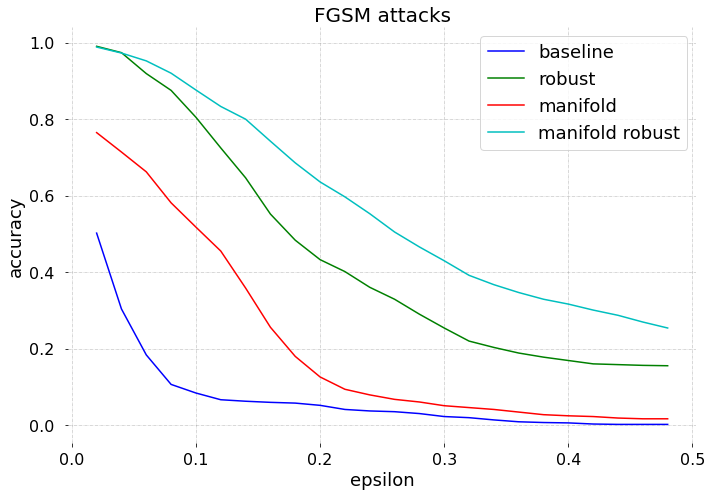 FGSM attacks
baseline
robust
manifold
manifold robust
accuracy
1.0
0.8
0.6
0.4
0.2
0.0
0.0 0.1 0.2 0.3 0.4 0.5
epsilon